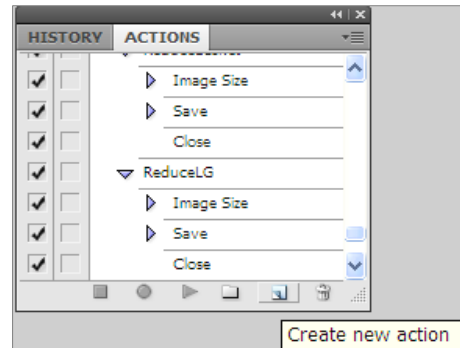 HISTORY ACTIONS
Image Size
Save
Close
ReduceLG
Image Size
Save
Close
Create new action